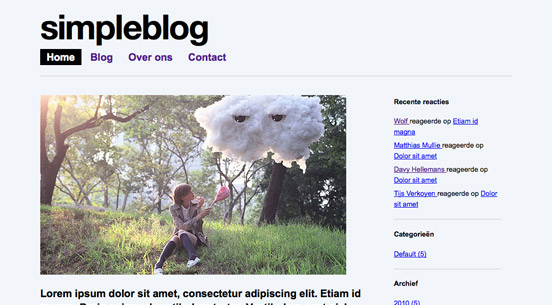 simpleblog
Home Blog Over ons Contact
Lorem ipsum dolor sit amet, consectetur adipiscing elit. Etiam id
Recente reacties
Wolf reageerde op Etiam id
magna
Matthias Mullie reageerde op
Dolor sit amet
Davy Hellemans reageerde op
Dolor sit amet
Tijs Verkoyen reageerde op Dolor
sit amet
Categorieën
Default (5)
Archief
2010 (5)